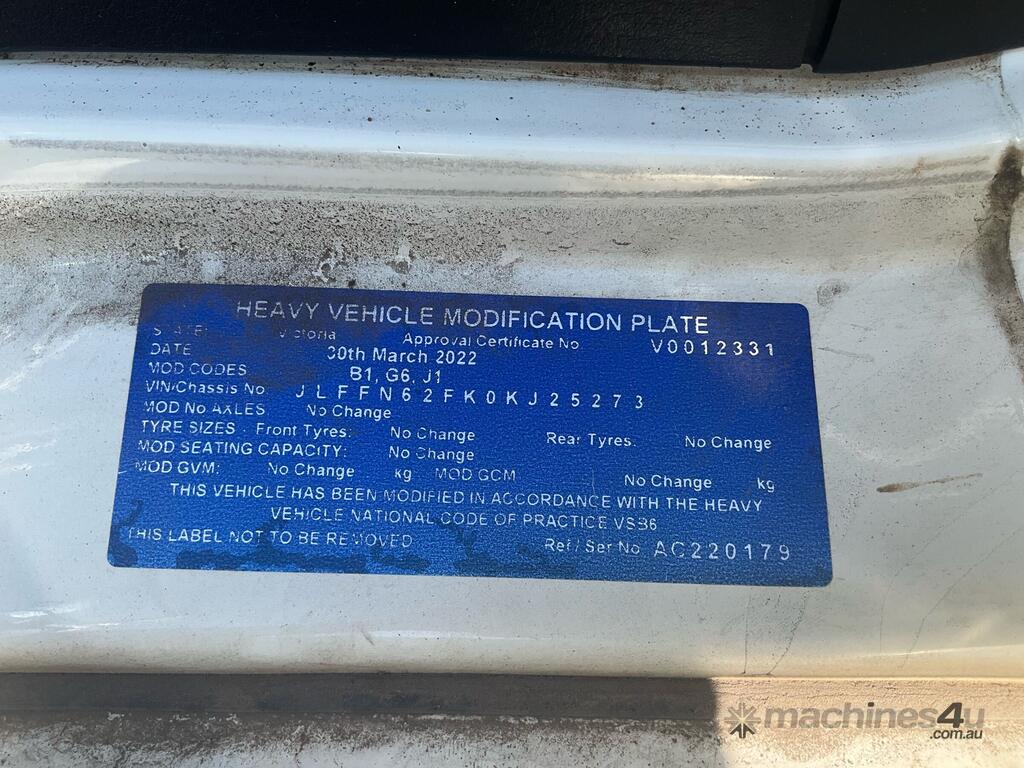 HEAVY VEHICLE MODIFICATION PLATE
STATE: Victoria Approval Certificate No V0012331
DATE 30th March 2022
MOD CODES B1, G6, J1
VIN/Chassis No JLFFN62FK0KJ25273
MOD No AXLES No Change
TYRE SIZES - Front Tyres: No Change Rear Tyres: No Change
MOD SEATING CAPACITY: No Change
MOD GVM: No Change kg MOD GCM No Change kg
THIS VEHICLE HAS BEEN MODIFIED IN ACCORDANCE WITH THE HEAVY
VEHICLE NATIONAL CODE OF PRACTICE VSB6
THIS LABEL NOT TO BE REMOVED Ref / Ser No AC220179
machines4u
.com.au